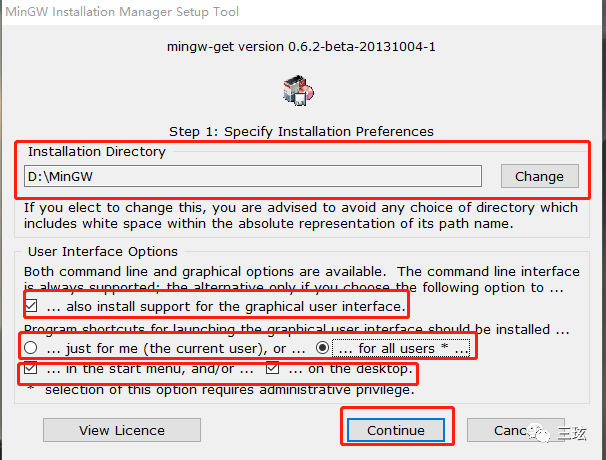 MinGW Installation Manager Setup Tool
mingw-get version 0.6.2-beta-20131004-1
Step 1: Specify Installation Preferences
Installation Directory
D:\MinGW
Change
If you elect to change this, you are advised to avoid any choice of directory which
includes white space within the absolute representation of its path name.
User Interface Options
Both command line and graphical options are available. The command line interface
is always supported; the alternative only if you choose the following option to ...
... also install support for the graphical user interface.
Program shortcuts for launching the graphical user interface should be installed ...
... just for me (the current user), or ... ... for all users * ...
... in the start menu, and/or ... ... on the desktop.
* selection of this option requires administrative privilege.
View Licence
Continue
三玹